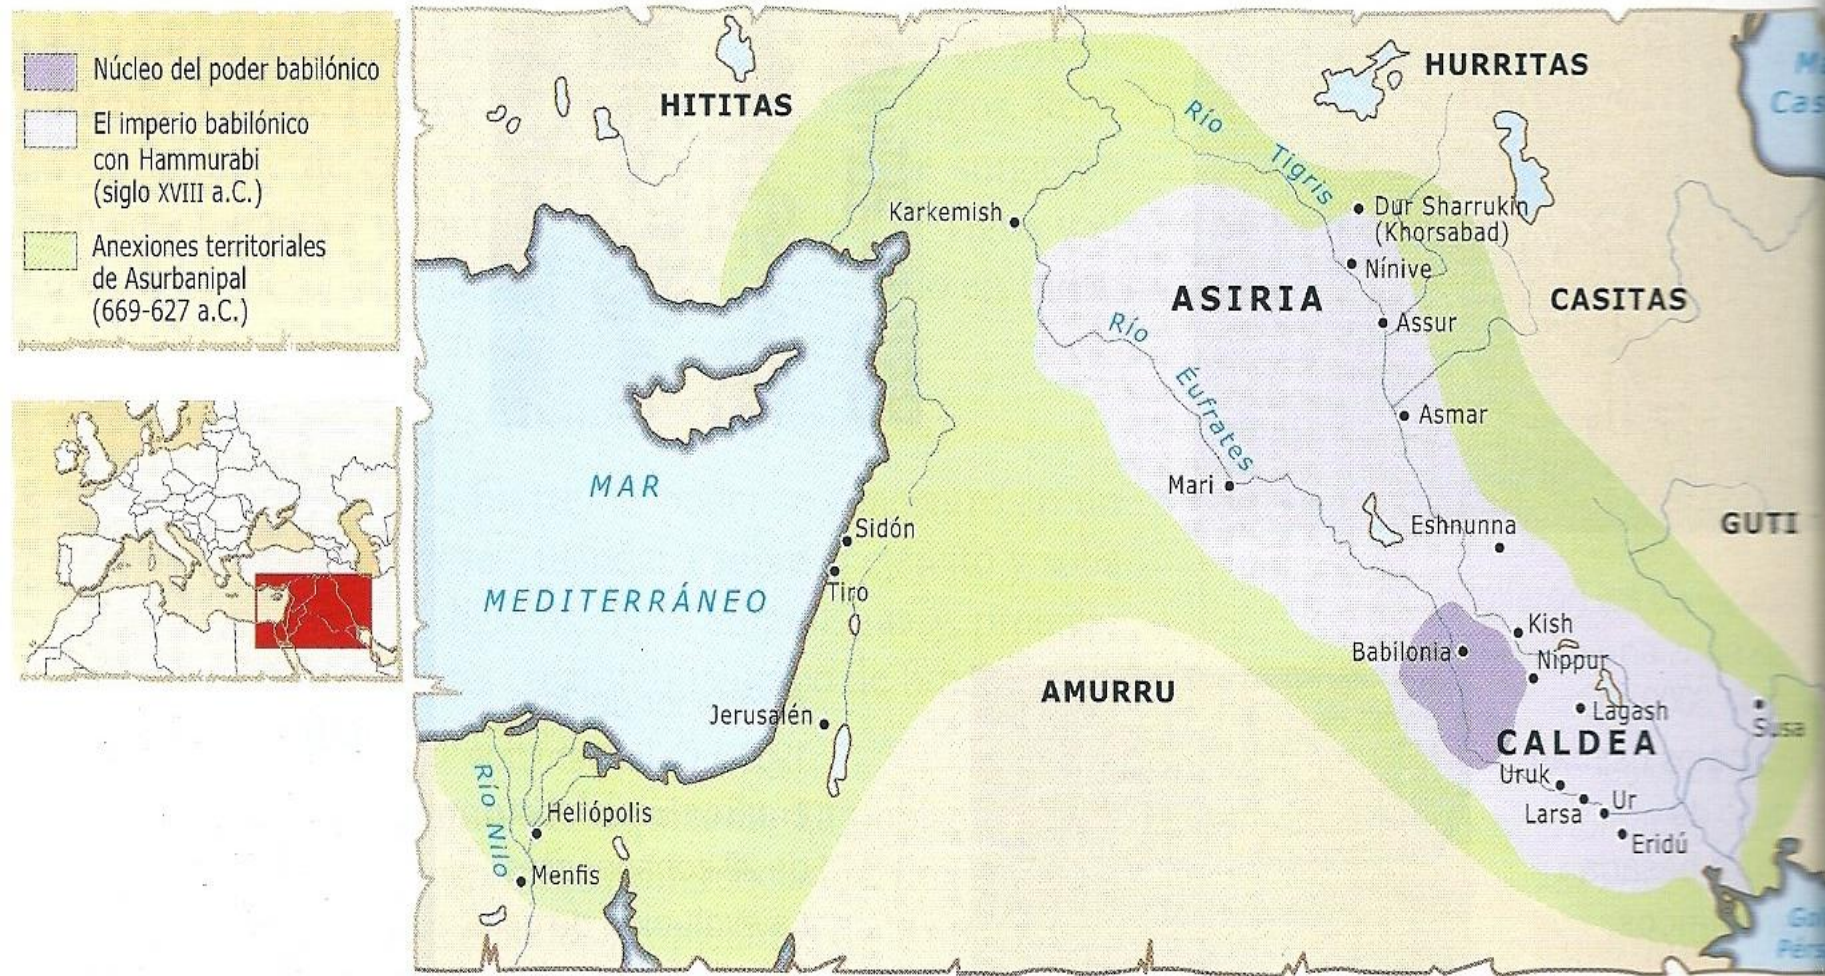 Núcleo del poder babilónico
El imperio babilónico
con Hammurabi
(siglo XVIII a.C.)
Anexiones territoriales
de Asurbanipal
(669-627 a.C.)
HITITAS
HURRITAS
Río
Tigris
Karkemish
Dur Sharrukin
(Khorsabad)
Nínive
ASIRIA
CASITAS
Assur
Río
Éufrates
Asmar
MAR
Mari
MEDITERRÁNEO
Sidón
Tiro
Eshnunna
GUTI
Kish
Babilonia
Nippur
AMURRU
Jerusalén
Lagash
Susa
CALDEA
Uruk
Ur
Larsa
Eridú
Río Nilo
Heliópolis
Menfis